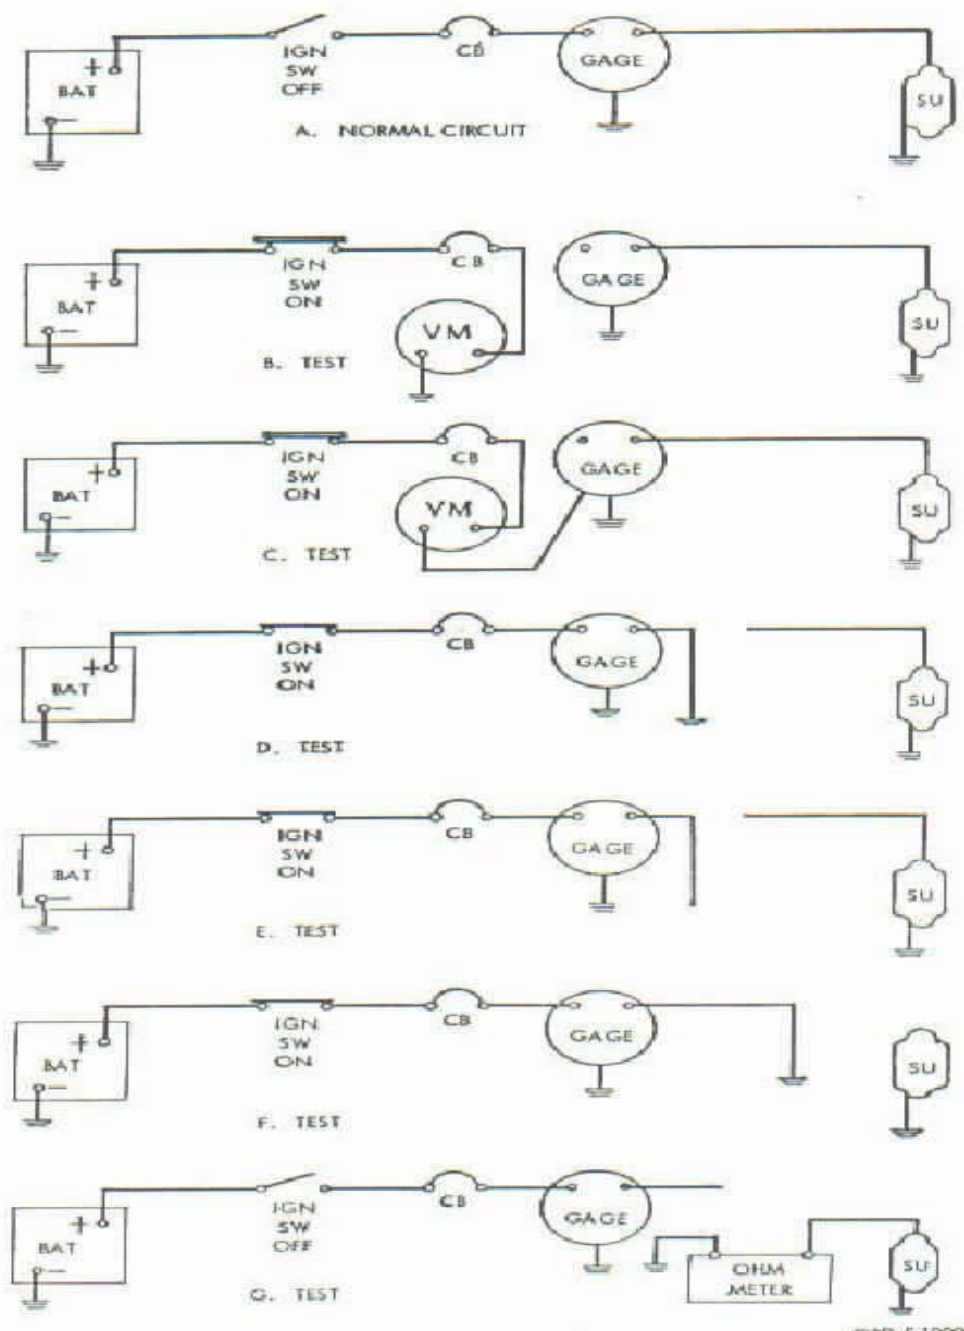 IGN
SW
OFF
CB
GAGE
SU
+
BAT
−
A. NORMAL CIRCUIT
IGN
SW
ON
CB
GAGE
SU
+
BAT
−
VM
B. TEST
IGN
SW
ON
CB
GAGE
SU
+
BAT
−
VM
C. TEST
IGN
SW
ON
CB
GAGE
SU
+
BAT
−
D. TEST
IGN
SW
ON
CB
GAGE
SU
+
BAT
−
E. TEST
IGN
SW
ON
CB
GAGE
SU
+
BAT
−
F. TEST
IGN
SW
OFF
CB
GAGE
+
BAT
−
OHM
METER
SU
G. TEST